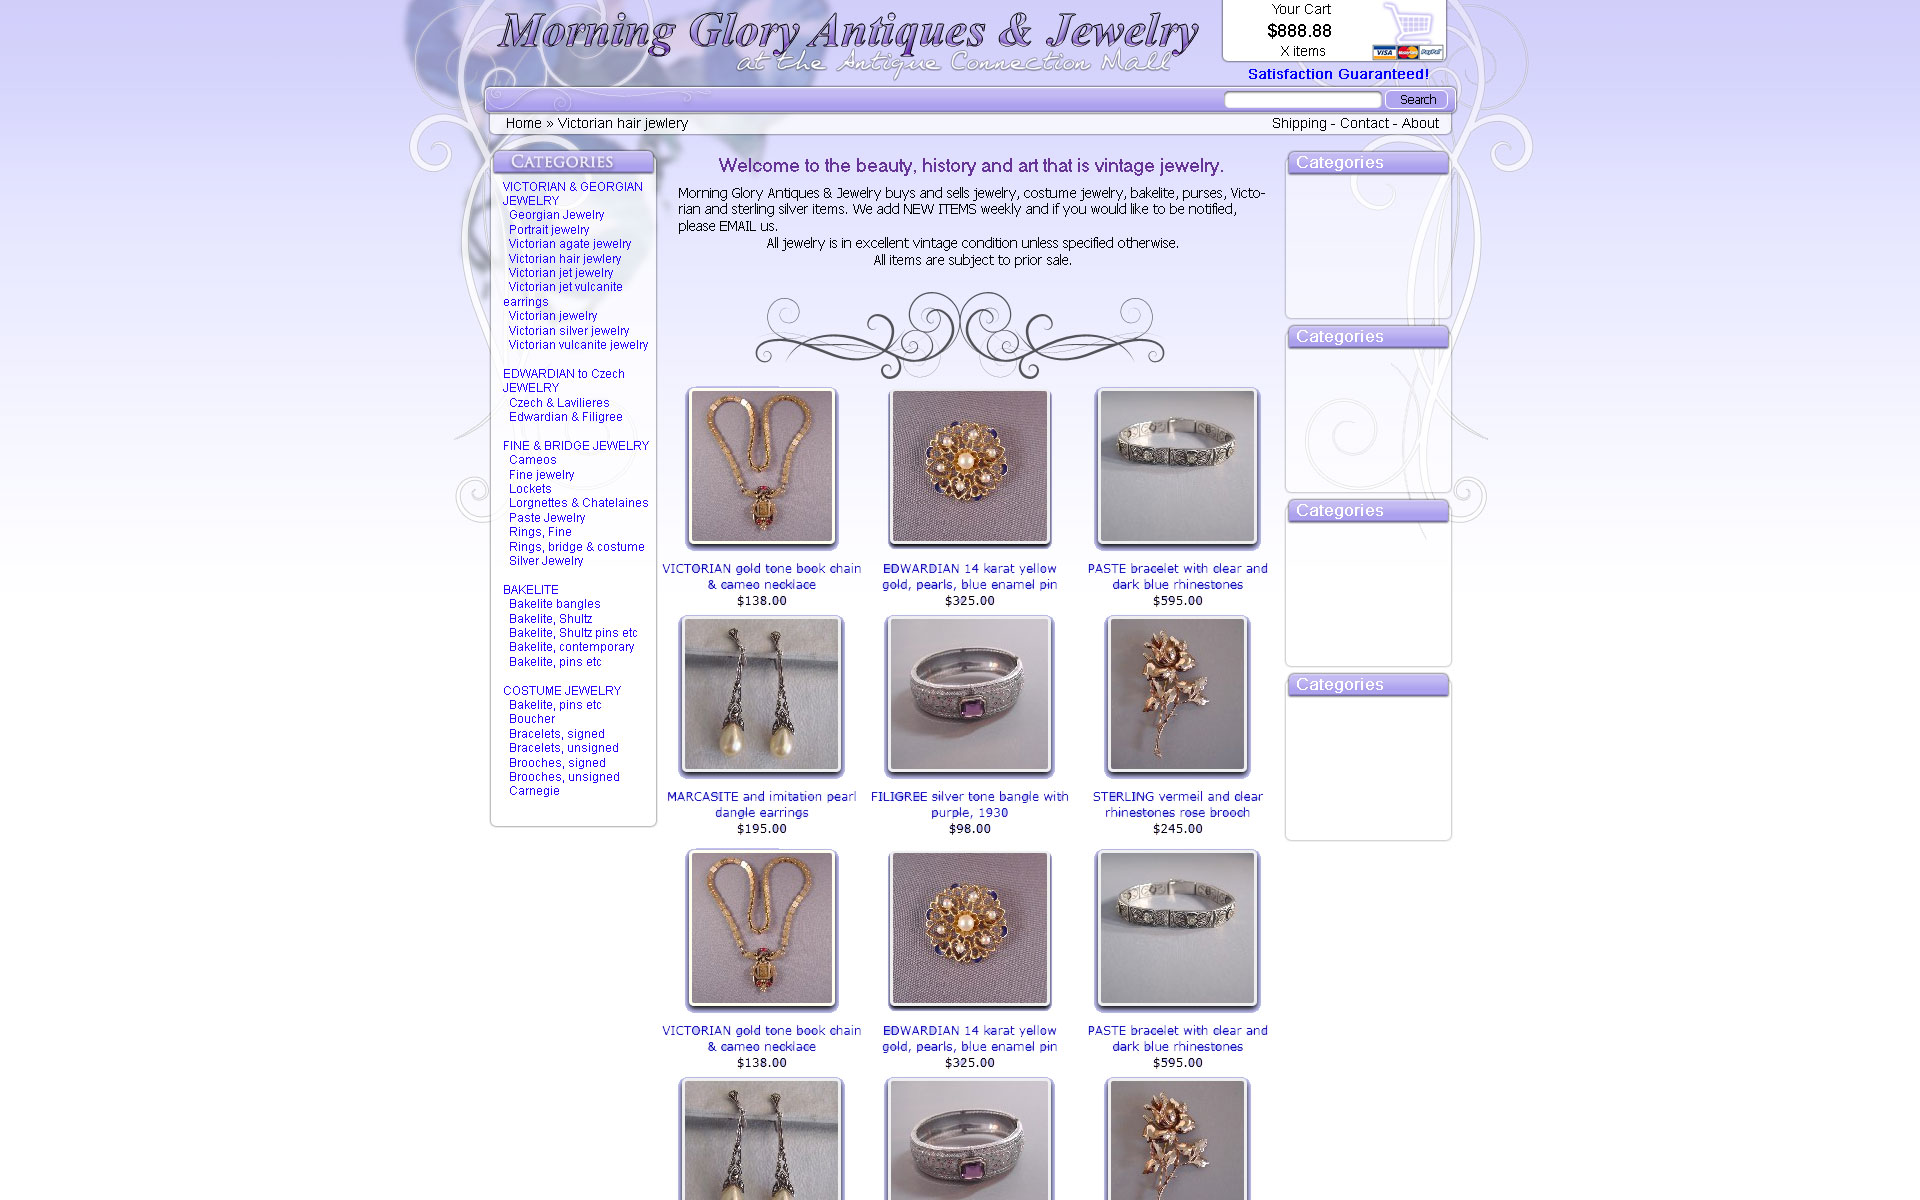 Morning Glory Antiques & Jewelry
at the Antique Connection Mall
Your Cart
$888.88
X items
VISA
PayPal
Satisfaction Guaranteed!
Search
Home » Victorian hair jewlery
Shipping - Contact - About
CATEGORIES
VICTORIAN & GEORGIAN
JEWELRY
Georgian Jewelry
Portrait jewelry
Victorian agate jewelry
Victorian hair jewlery
Victorian jet jewelry
Victorian jet vulcanite
earrings
Victorian jewelry
Victorian silver jewelry
Victorian vulcanite jewelry
EDWARDIAN to Czech
JEWELRY
Czech & Lavilieres
Edwardian & Filigree
FINE & BRIDGE JEWELRY
Cameos
Fine jewelry
Lockets
Lorgnettes & Chatelaines
Paste Jewelry
Rings, Fine
Rings, bridge & costume
Silver Jewelry
BAKELITE
Bakelite bangles
Bakelite, Shultz
Bakelite, Shultz pins etc
Bakelite, contemporary
Bakelite, pins etc
COSTUME JEWELRY
Bakelite, pins etc
Boucher
Bracelets, signed
Bracelets, unsigned
Brooches, signed
Brooches, unsigned
Carnegie
Welcome to the beauty, history and art that is vintage jewelry.
Morning Glory Antiques & Jewelry buys and sells jewelry, costume jewelry, bakelite, purses, Victo-
rian and sterling silver items. We add NEW ITEMS weekly and if you would like to be notified,
please EMAIL us.
All jewelry is in excellent vintage condition unless specified otherwise.
All items are subject to prior sale.
VICTORIAN gold tone book chain
& cameo necklace
$138.00
EDWARDIAN 14 karat yellow
gold, pearls, blue enamel pin
$325.00
PASTE bracelet with clear and
dark blue rhinestones
$595.00
MARCASITE and imitation pearl
dangle earrings
$195.00
FILIGREE silver tone bangle with
purple, 1930
$98.00
STERLING vermeil and clear
rhinestones rose brooch
$245.00
VICTORIAN gold tone book chain
& cameo necklace
$138.00
EDWARDIAN 14 karat yellow
gold, pearls, blue enamel pin
$325.00
PASTE bracelet with clear and
dark blue rhinestones
$595.00
Categories
Categories
Categories
Categories